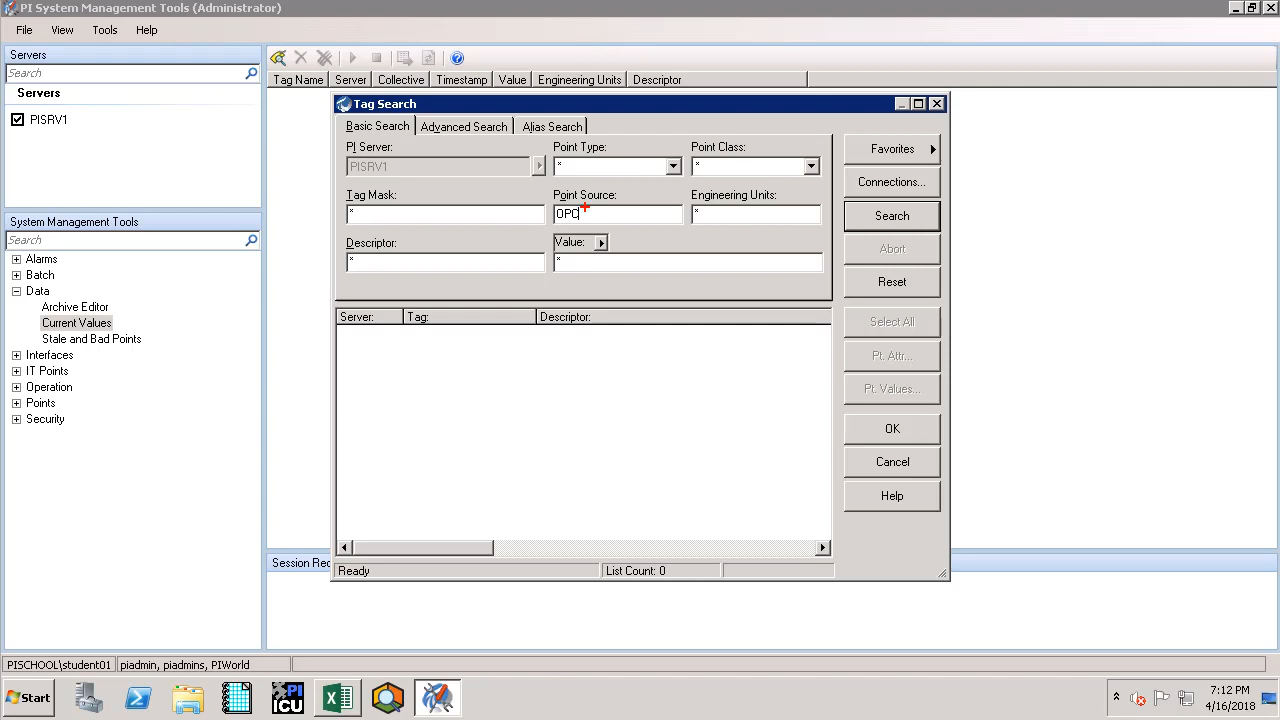 PI System Management Tools (Administrator)
File View Tools Help
Servers
Search
Servers
PISRV1
System Management Tools
Search
Alarms
Batch
Data
Archive Editor
Current Values
Stale and Bad Points
Interfaces
IT Points
Operation
Points
Security
Tag Name Server Collective Timestamp Value Engineering Units Descriptor
Tag Search
Basic Search Advanced Search Alias Search
PI Server: Point Type: Point Class:
PISRV1 * *
Tag Mask: Point Source: Engineering Units:
* OPC *
Descriptor: Value:
* *
Favorites
Connections...
Search
Abort
Reset
Select All
Pt. Attr...
Pt. Values...
OK
Cancel
Help
Server: Tag: Descriptor:
Ready List Count: 0
Session Rec
PISCHOOL\student01 piadmin, piadmins, PIWorld
Start
PI
ICU
7:12 PM
4/16/2018